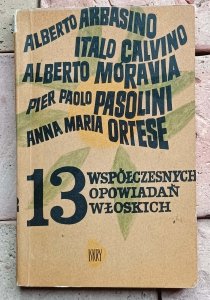 ALBERTO ARBASINO
ITALO CALVINO
ALBERTO MORAVIA
PIER PAOLO PASOLINI
ANNA MARIA ORTESE
13 WSPÓŁCZESNYCH
OPOWIADAŃ
WŁOSKICH